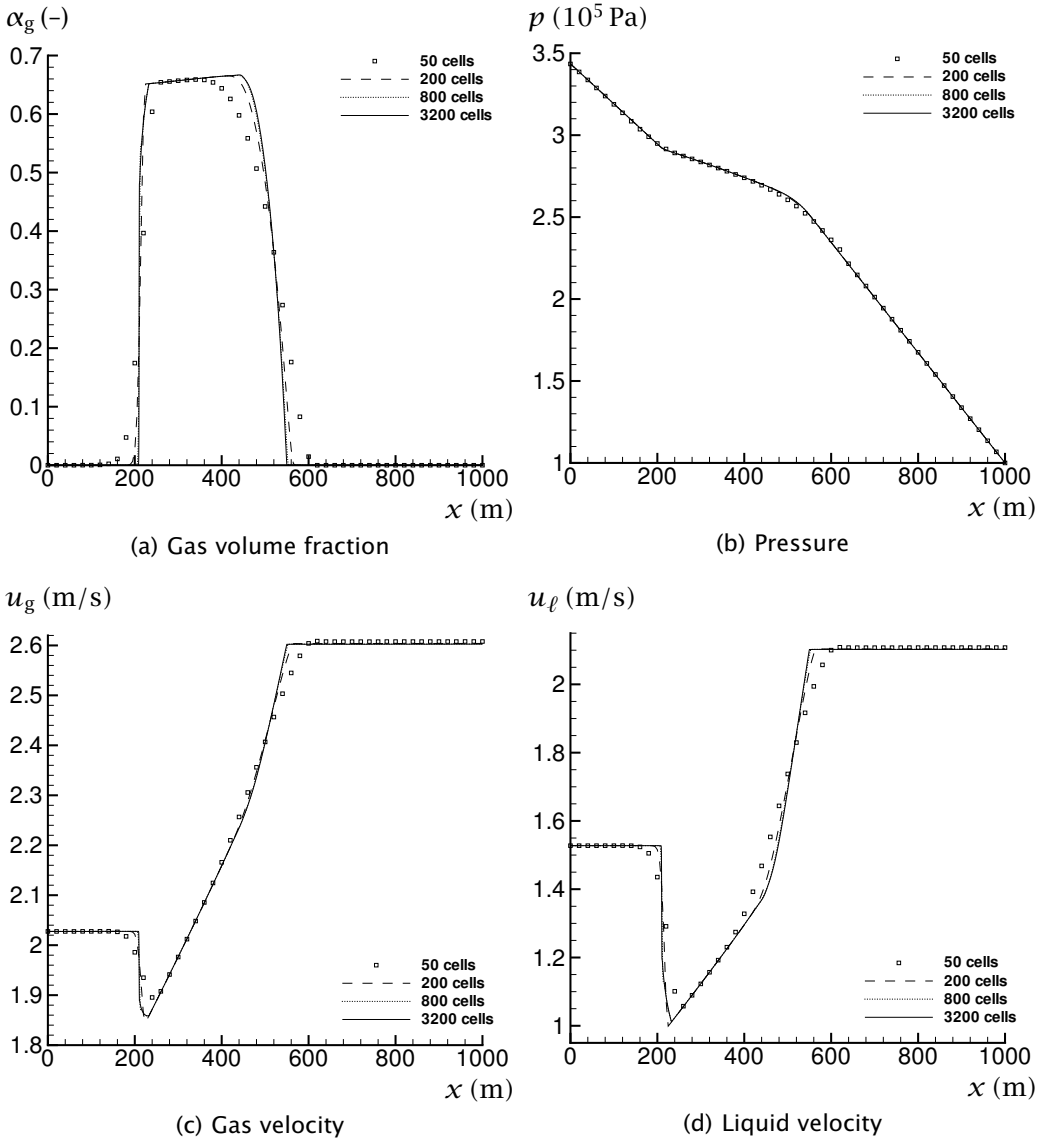 αg (–)
0.7
0.6
0.5
0.4
0.3
0.2
0.1
0
0 200 400 600 800 1000
x (m)
50 cells
200 cells
800 cells
3200 cells
(a) Gas volume fraction
p (10⁵ Pa)
3.5
3
2.5
2
1.5
1
0 200 400 600 800 1000
x (m)
50 cells
200 cells
800 cells
3200 cells
(b) Pressure
ug (m/s)
2.6
2.5
2.4
2.3
2.2
2.1
2
1.9
1.8
0 200 400 600 800 1000
x (m)
50 cells
200 cells
800 cells
3200 cells
(c) Gas velocity
uℓ (m/s)
2
1.8
1.6
1.4
1.2
1
0 200 400 600 800 1000
x (m)
50 cells
200 cells
800 cells
3200 cells
(d) Liquid velocity